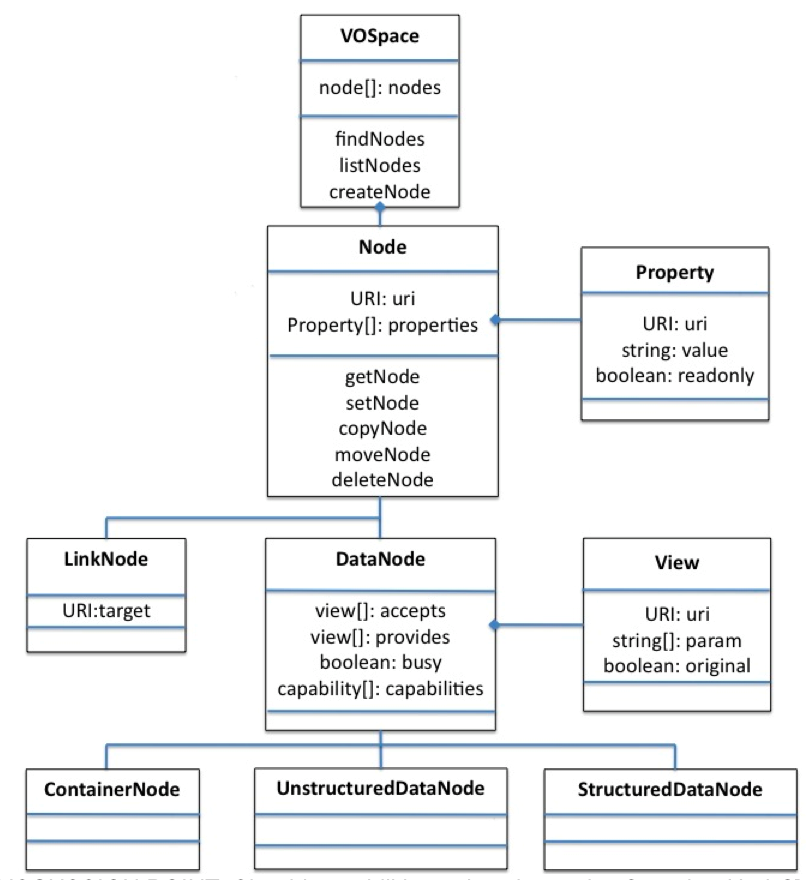 VOSpace
node[]: nodes
findNodes
listNodes
createNode
Node
URI: uri
Property[]: properties
getNode
setNode
copyNode
moveNode
deleteNode
Property
URI: uri
string: value
boolean: readonly
LinkNode
URI:target
DataNode
view[]: accepts
view[]: provides
boolean: busy
capability[]: capabilities
View
URI: uri
string[]: param
boolean: original
ContainerNode
UnstructuredDataNode
StructuredDataNode